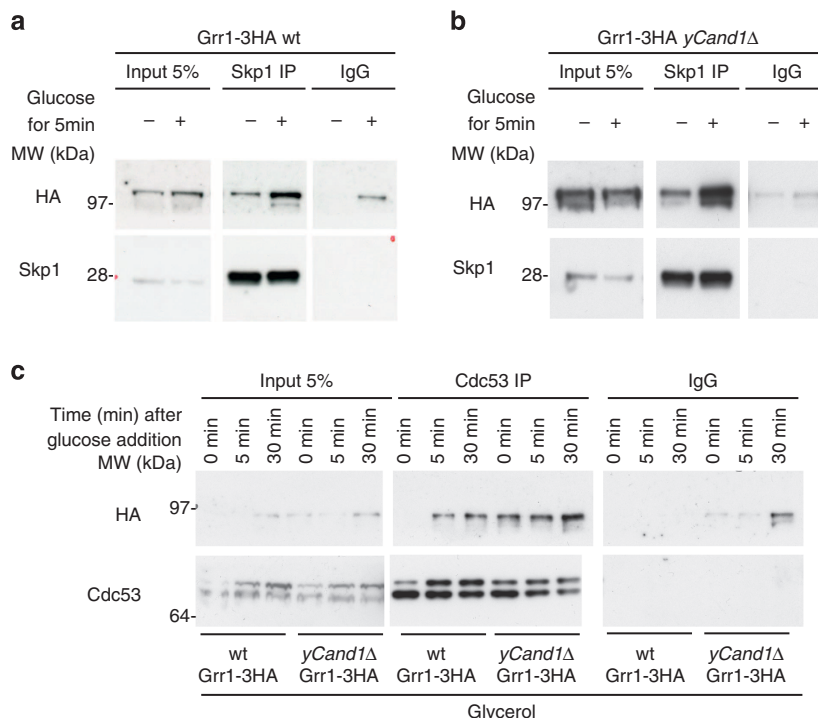 a
Grr1-3HA wt
Input 5% Skp1 IP IgG
Glucose
for 5min – + – + – +
MW (kDa)
HA
97-
Skp1
28-
b
Grr1-3HA yCand1Δ
Input 5% Skp1 IP IgG
Glucose
for 5min – + – + – +
MW (kDa)
HA
97-
Skp1
28-
c
Input 5% Cdc53 IP IgG
Time (min) after
glucose addition
0 min 5 min 30 min 0 min 5 min 30 min 0 min 5 min 30 min 0 min 5 min 30 min 0 min 5 min 30 min 0 min 5 min 30 min
MW (kDa)
97-
HA
Cdc53
64-
wt yCand1Δ wt yCand1Δ wt yCand1Δ
Grr1-3HA Grr1-3HA Grr1-3HA Grr1-3HA Grr1-3HA Grr1-3HA
Glycerol